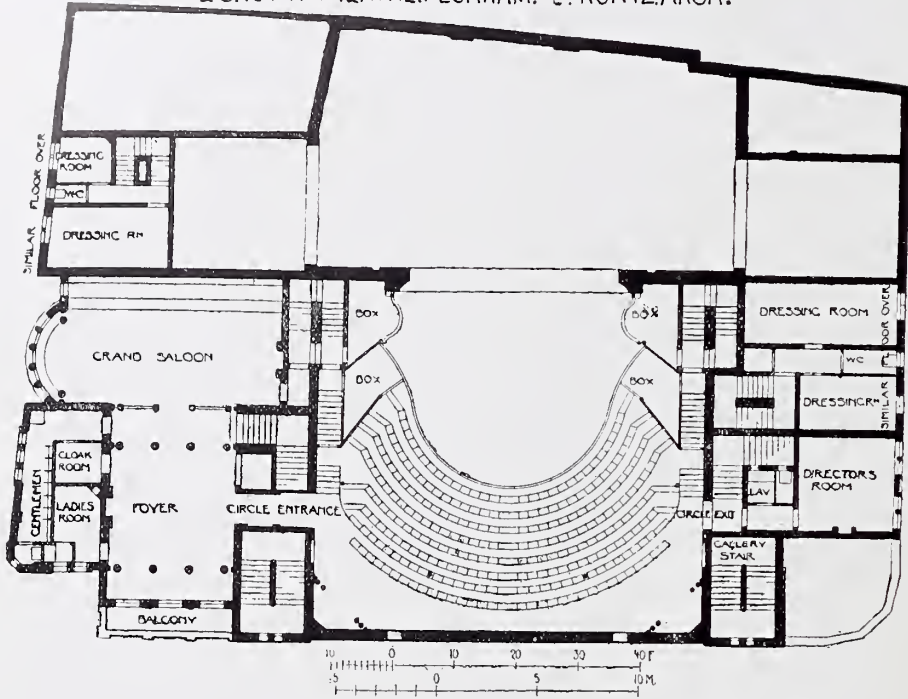 SIMILAR FLOOR OVER
DRESSING
ROOM
WC
DRESSING RM
GRAND SALOON
BOX
BOX
BOX
BOX
DRESSING ROOM
WC
DRESSING RM
SIMILAR FLOOR OVER
CLOAK
ROOM
LADIES
ROOM
GENTLEMEN
FOYER
CIRCLE ENTRANCE
CIRCLE EXIT
LAV
DIRECTORS
ROOM
GALLERY
STAIR
BALCONY
10 0 10 20 30 40 F
5 0 5 10 M